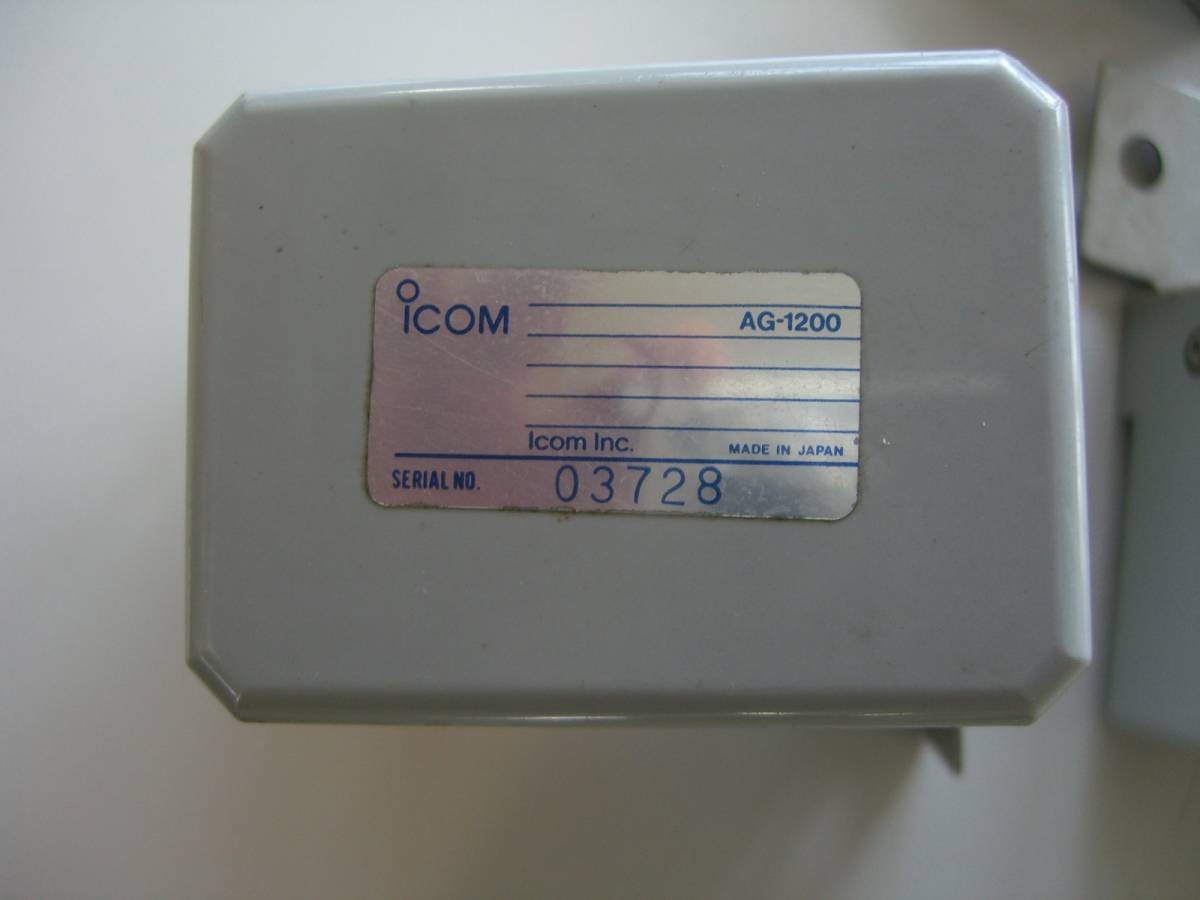 iCOM
AG-1200
Icom Inc. MADE IN JAPAN
SERIAL NO. 03728